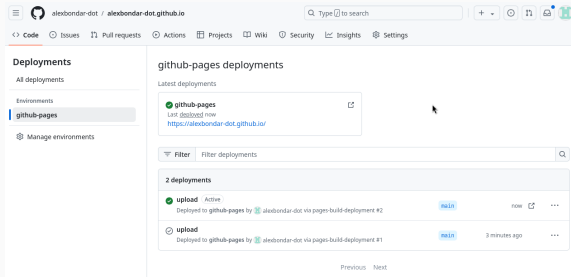 alexbondar-dot / alexbondar-dot.github.io
Type / to search
Code
Issues
Pull requests
Actions
Projects
Wiki
Security
Insights
Settings
Deployments
All deployments
Environments
github-pages
Manage environments
github-pages deployments
Latest deployments
github-pages
Last deployed now
https://alexbondar-dot.github.io/
Filter
Filter deployments
2 deployments
upload Active
Deployed to github-pages by alexbondar-dot via pages-build-deployment #2
main
now
upload
Deployed to github-pages by alexbondar-dot via pages-build-deployment #1
main
3 minutes ago
Previous Next